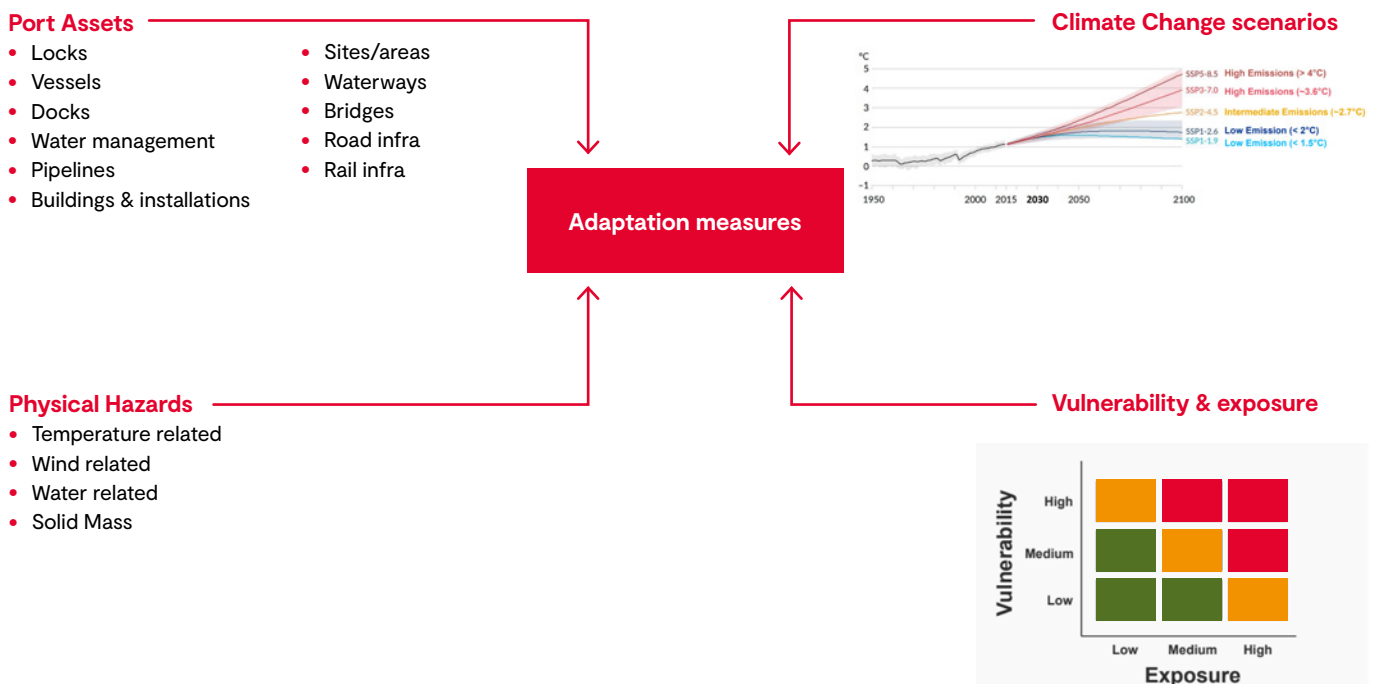 Port Assets
• Locks
• Vessels
• Docks
• Water management
• Pipelines
• Buildings & installations
• Sites/areas
• Waterways
• Bridges
• Road infra
• Rail infra
Climate Change scenarios
°C
5
4
3
2
1
0
−1
1950
2000
2015
2030
2050
2100
SSP5-8.5 High Emissions (> 4°C)
SSP3-7.0 High Emissions (~3.6°C)
SSP2-4.5 Intermediate Emissions (~2.7°C)
SSP1-2.6 Low Emission (< 2°C)
SSP1-1.9 Low Emission (< 1.5°C)
Adaptation measures
Physical Hazards
• Temperature related
• Wind related
• Water related
• Solid Mass
Vulnerability & exposure
Vulnerability
High
Medium
Low
Low Medium High
Exposure